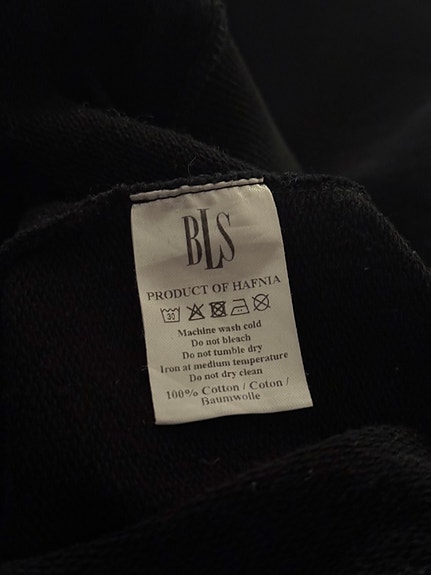 BLS
PRODUCT OF HAFNIA
30
Machine wash cold
Do not bleach
Do not tumble dry
Iron at medium temperature
Do not dry clean
100% Cotton / Coton /
Baumwolle